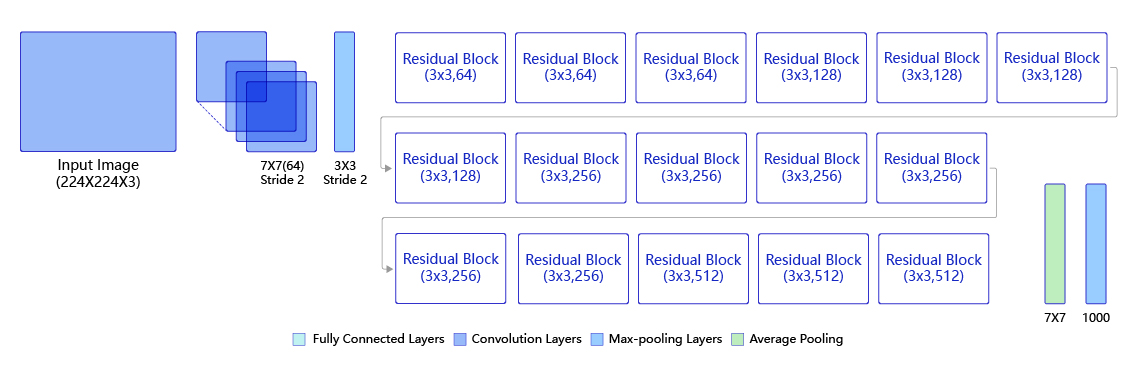 Input Image
(224X224X3)
7X7(64)
Stride 2
3X3
Stride 2
Residual Block
(3x3,64)
Residual Block
(3x3,64)
Residual Block
(3x3,64)
Residual Block
(3x3,128)
Residual Block
(3x3,128)
Residual Block
(3x3,128)
Residual Block
(3x3,128)
Residual Block
(3x3,256)
Residual Block
(3x3,256)
Residual Block
(3x3,256)
Residual Block
(3x3,256)
Residual Block
(3x3,256)
Residual Block
(3x3,256)
Residual Block
(3x3,512)
Residual Block
(3x3,512)
Residual Block
(3x3,512)
7X7
1000
Fully Connected Layers
Convolution Layers
Max-pooling Layers
Average Pooling